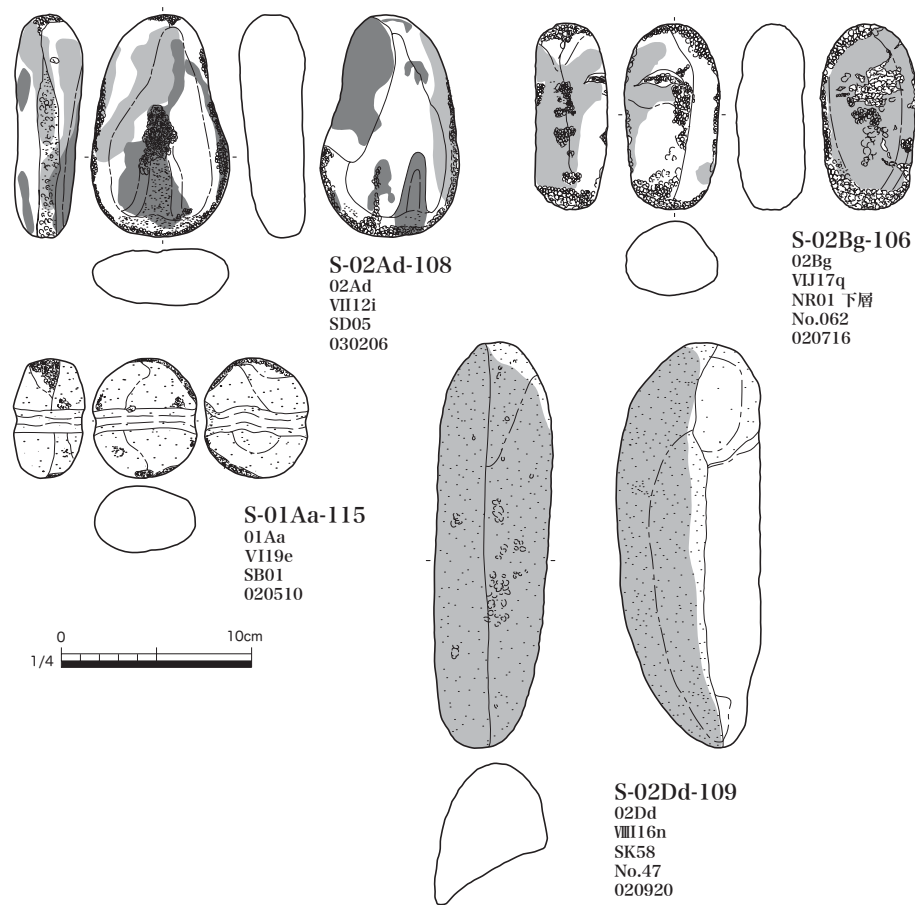 S-02Ad-108
02Ad
VII12i
SD05
030206
S-02Bg-106
02Bg
VIJ17q
NR01 下層
No.062
020716
S-01Aa-115
01Aa
VI19e
SB01
020510
0 10cm
1/4
S-02Dd-109
02Dd
ⅧI16n
SK58
No.47
020920